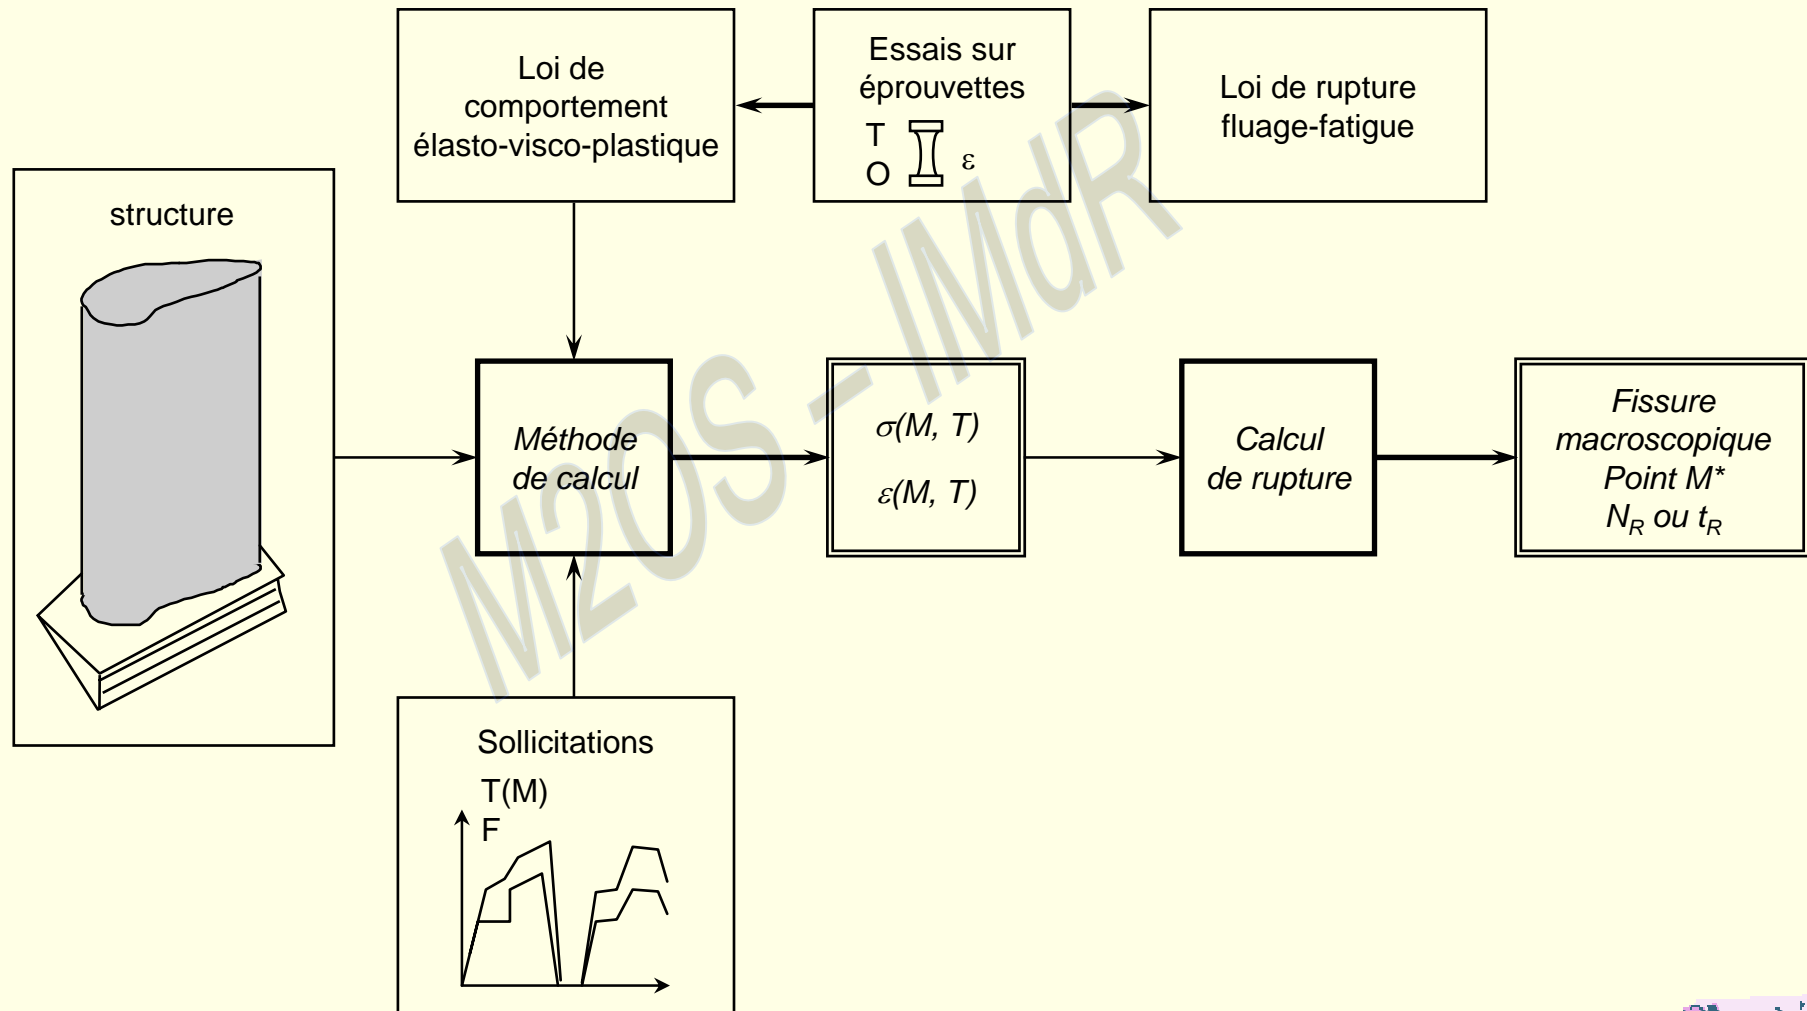 Loi de
comportement
élasto-visco-plastique
Essais sur
éprouvettes
T
O
ε
Loi de rupture
fluage-fatigue
structure
Méthode
de calcul
σ(M, T)
ε(M, T)
Calcul
de rupture
Fissure
macroscopique
Point M*
N_R ou t_R
Sollicitations
T(M)
F
M2OS – IMdR